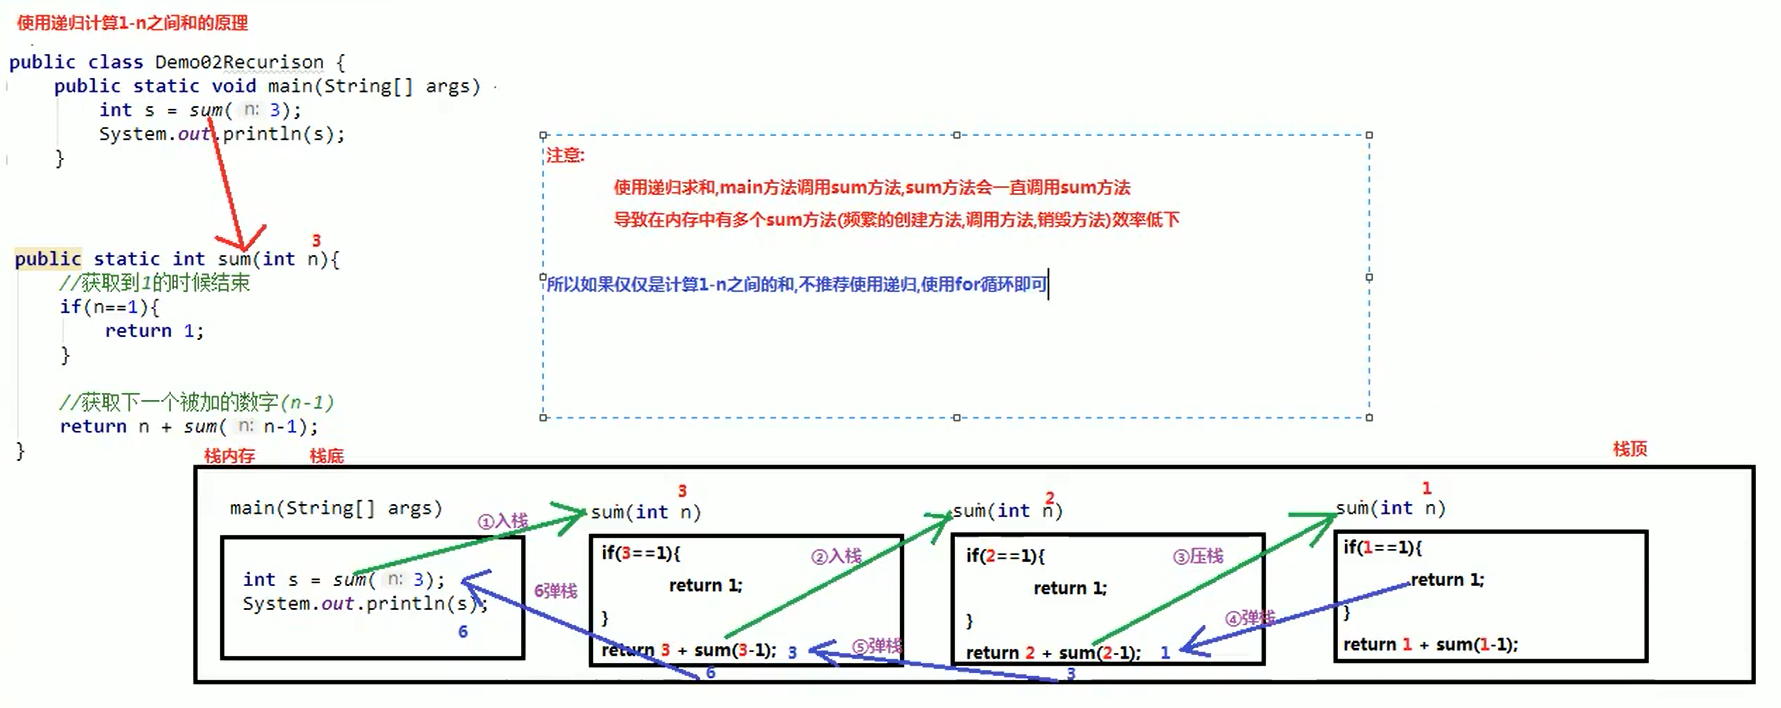 使用递归计算1-n之间和的原理
public class Demo02Recurison {
public static void main(String[] args)
int s = sum( n: 3);
System.out.println(s);
}
3
public static int sum(int n){
//获取到1的时候结束
if(n==1){
return 1;
}
//获取下一个被加的数字(n-1)
return n + sum( n: n-1);
}
注意:
使用递归求和,main方法调用sum方法,sum方法会一直调用sum方法
导致在内存中有多个sum方法(频繁的创建方法,调用方法,销毁方法)效率低下
所以如果仅仅是计算1-n之间的和,不推荐使用递归,使用for循环即可
栈内存 栈底 栈顶
main(String[] args)
①入栈
int s = sum( n: 3);
System.out.println(s);
6
6弹栈
3
sum(int n)
if(3==1){
②入栈
return 1;
}
return 3 + sum(3-1); 3
⑤弹栈
6
2
sum(int n)
if(2==1){
③压栈
return 1;
}
return 2 + sum(2-1); 1
④弹栈
3
1
sum(int n)
if(1==1){
return 1;
}
return 1 + sum(1-1);